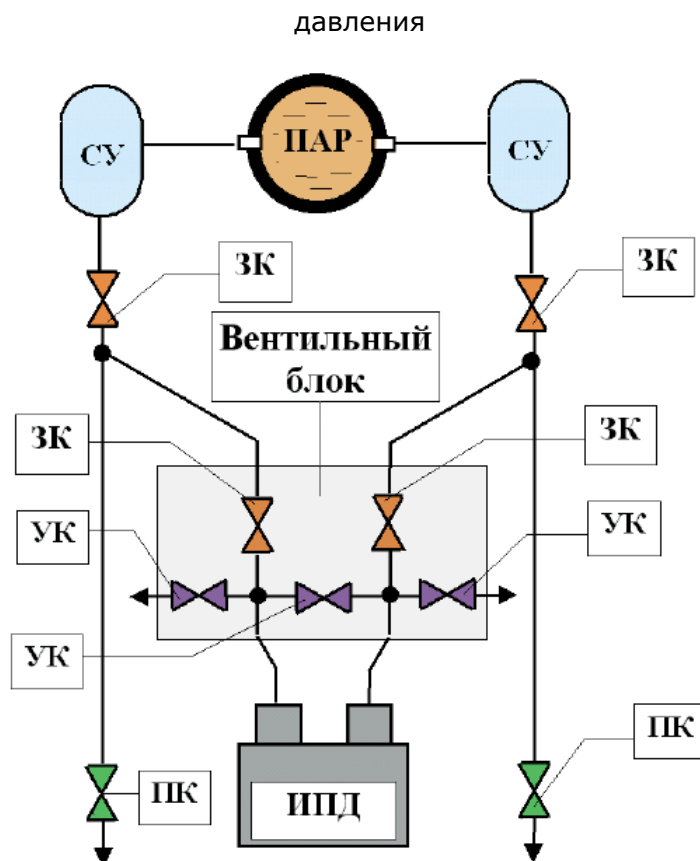 давления
СУ
ПАР
СУ
ЗК
ЗК
Вентильный
блок
ЗК
ЗК
УК
УК
УК
ПК
ИПД
ПК